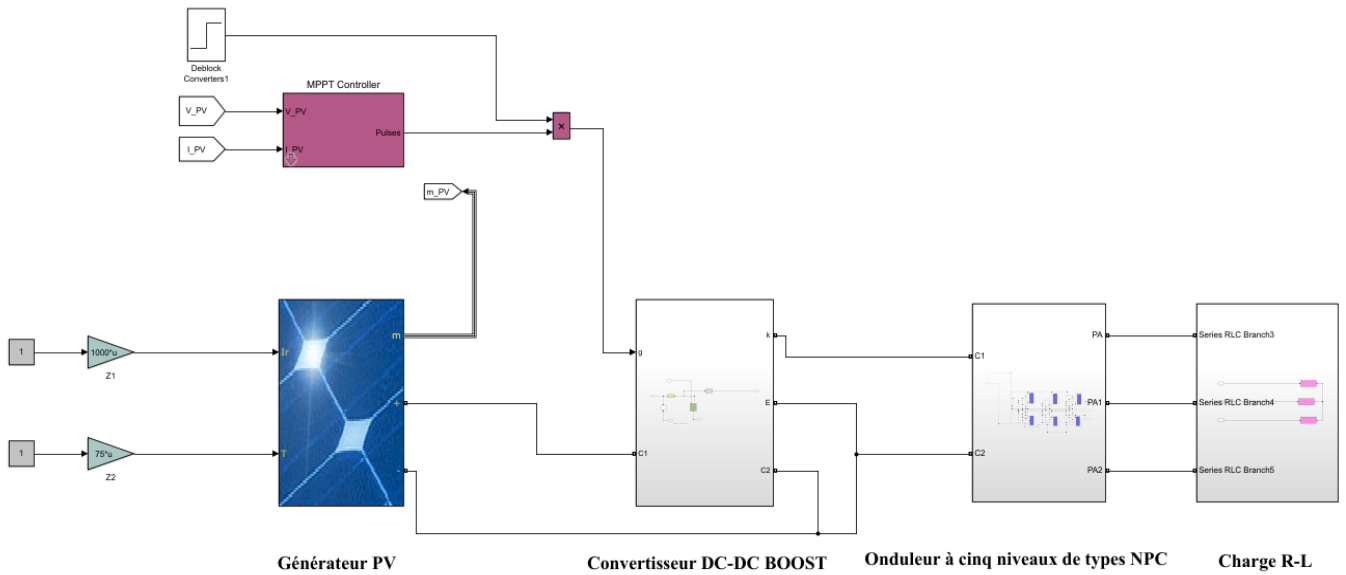 Deblock
Converters1
MPPT Controller
V_PV
V_PV
×
Pulses
I_PV
I_PV
m_PV
1
1000*u
Z1
Ir
m
+
1
75*u
Z2
T
-
g
C1
k
E
C2
C1
C2
PA
PA1
PA2
Series RLC Branch3
Series RLC Branch4
Series RLC Branch5
Générateur PV
Convertisseur DC-DC BOOST
Onduleur à cinq niveaux de types NPC
Charge R-L